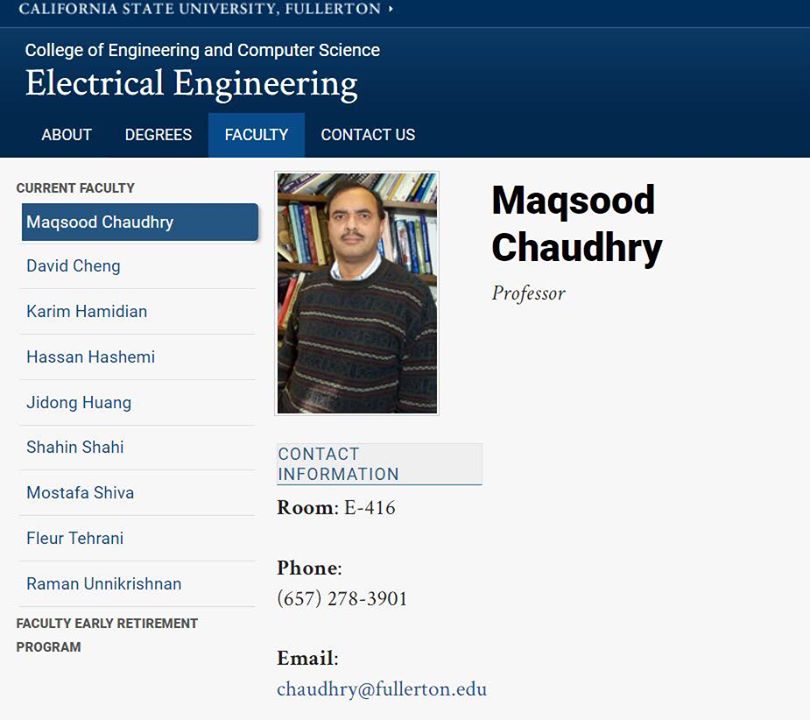 CALIFORNIA STATE UNIVERSITY, FULLERTON
College of Engineering and Computer Science
Electrical Engineering
ABOUT DEGREES FACULTY CONTACT US
CURRENT FACULTY
Maqsood Chaudhry
David Cheng
Karim Hamidian
Hassan Hashemi
Jidong Huang
Shahin Shahi
Mostafa Shiva
Fleur Tehrani
Raman Unnikrishnan
FACULTY EARLY RETIREMENT
PROGRAM
Maqsood
Chaudhry
Professor
CONTACT
INFORMATION
Room: E-416
Phone:
(657) 278-3901
Email:
chaudhry@fullerton.edu